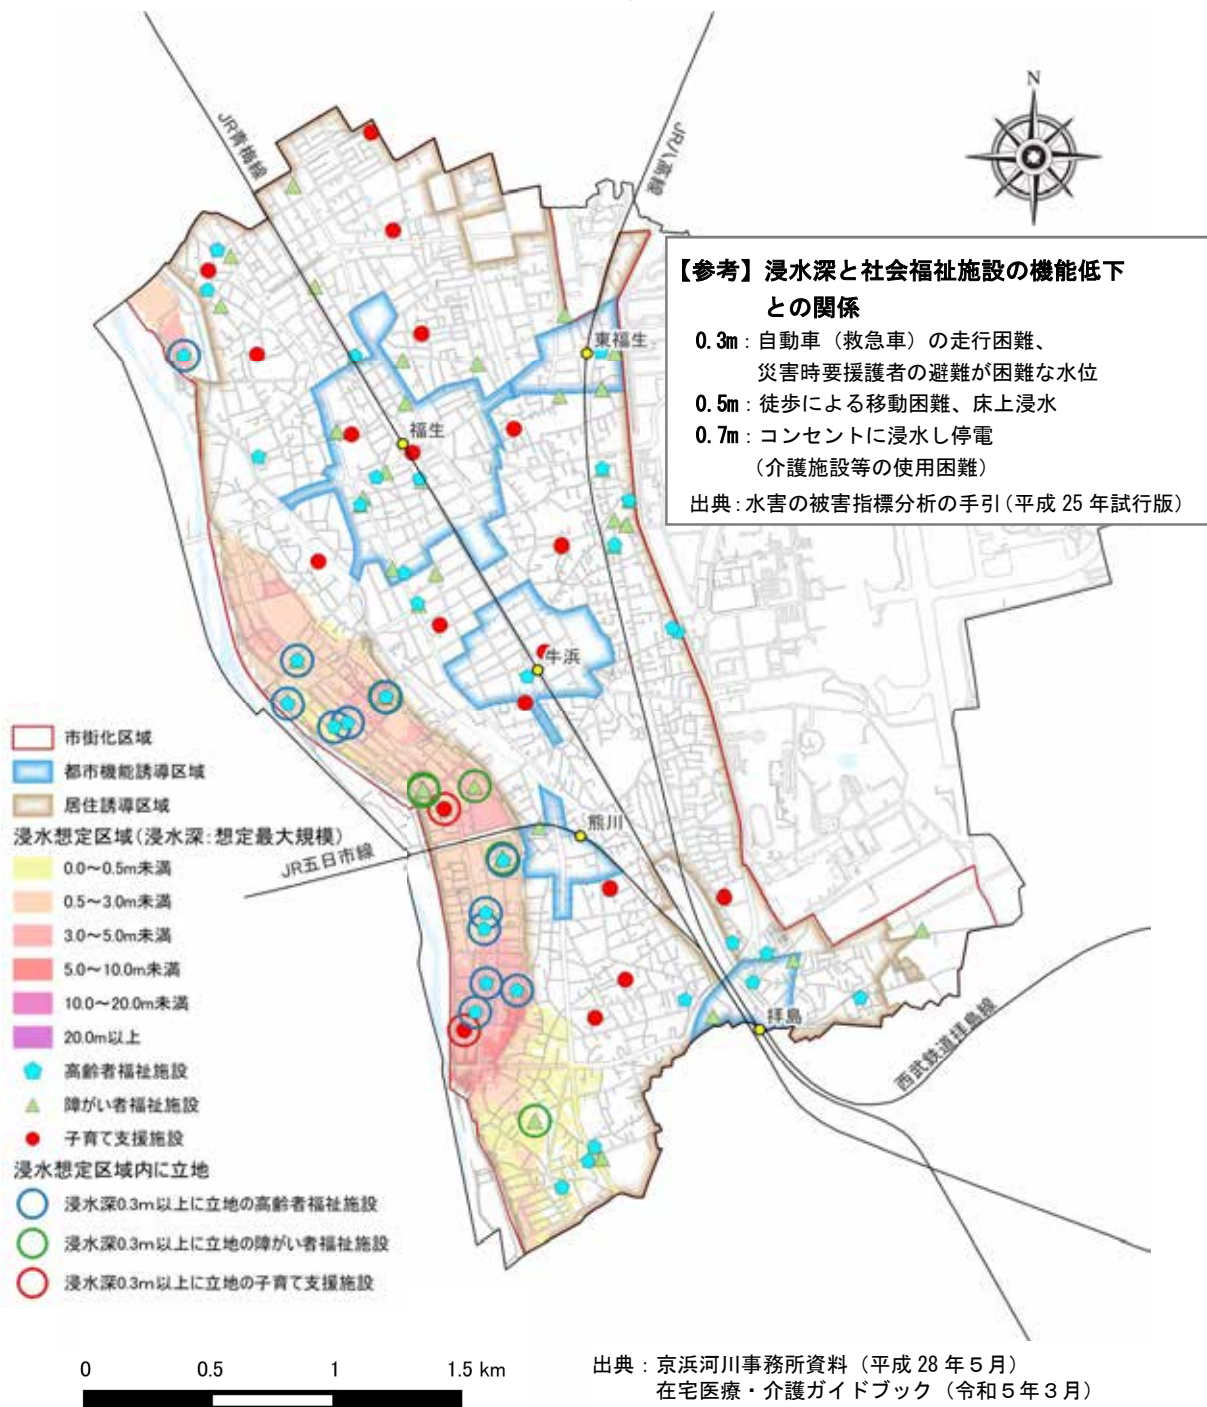 N
JR青梅線
JR八高線
【参考】浸水深と社会福祉施設の機能低下
との関係
0.3m：自動車（救急車）の走行困難、
災害時要援護者の避難が困難な水位
0.5m：徒歩による移動困難、床上浸水
0.7m：コンセントに浸水し停電
（介護施設等の使用困難）
出典：水害の被害指標分析の手引（平成25年試行版）
東福生
福生
牛浜
熊川
JR五日市線
拝島
西武鉄道拝島線
市街化区域
都市機能誘導区域
居住誘導区域
浸水想定区域（浸水深：想定最大規模）
0.0～0.5m未満
0.5～3.0m未満
3.0～5.0m未満
5.0～10.0m未満
10.0～20.0m未満
20.0m以上
高齢者福祉施設
障がい者福祉施設
子育て支援施設
浸水想定区域内に立地
浸水深0.3m以上に立地の高齢者福祉施設
浸水深0.3m以上に立地の障がい者福祉施設
浸水深0.3m以上に立地の子育て支援施設
0 0.5 1 1.5 km
出典：京浜河川事務所資料（平成28年５月）
在宅医療・介護ガイドブック（令和５年３月）